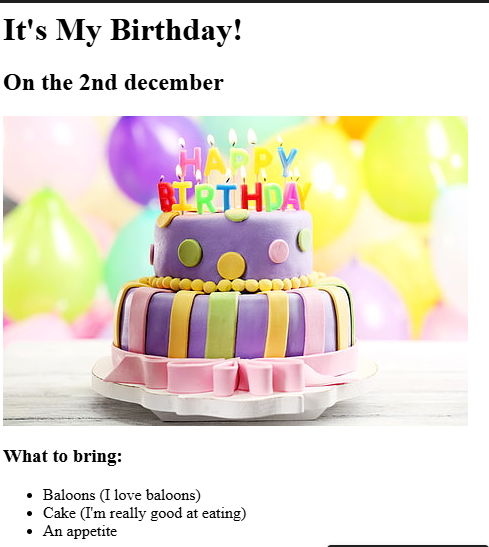 It's My Birthday!
On the 2nd december
HAPPY
BIRTHDAY
What to bring:
Baloons (I love baloons)
Cake (I'm really good at eating)
An appetite